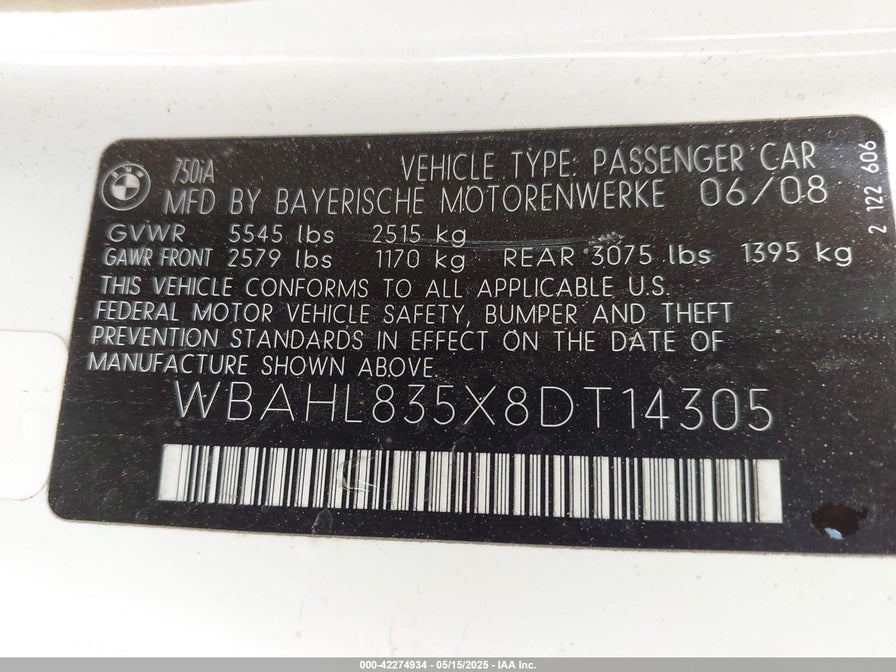 750iA VEHICLE TYPE: PASSENGER CAR
MFD BY BAYERISCHE MOTORENWERKE 06/08
GVWR 5545 lbs 2515 kg
GAWR FRONT 2579 lbs 1170 kg REAR 3075 lbs 1395 kg
THIS VEHICLE CONFORMS TO ALL APPLICABLE U.S.
FEDERAL MOTOR VEHICLE SAFETY, BUMPER AND THEFT
PREVENTION STANDARDS IN EFFECT ON THE DATE OF
MANUFACTURE SHOWN ABOVE.
WBAHL835X8DT14305
2 122 606
000-42274934 - 05/15/2025 - IAA Inc.